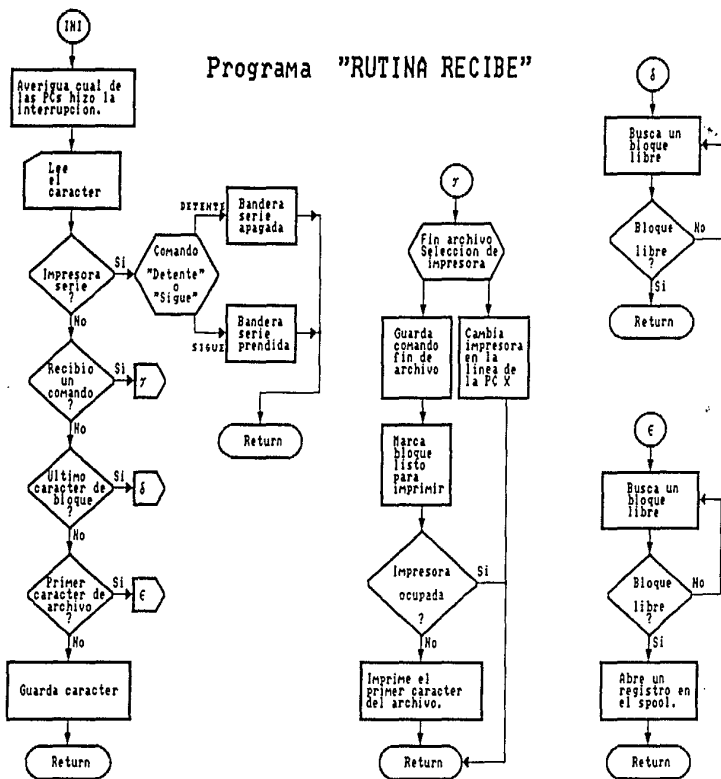 INI
Programa "RUTINA RECIBE"
Averigua cual de
las PCs hizo la
interrupcion.
Lee
el
caracter
Impresora
serie
?
Si
No
Comando
"Detente"
o
"Sigue"
DETENTE
Bandera
serie
apagada
SIGUE
Bandera
serie
prendida
Return
Recibio
un
comando
?
Si
γ
No
Ultimo
caracter de
bloque
?
Si
δ
No
Primer
caracter de
archivo
?
Si
ϵ
No
Guarda caracter
Return
γ
Fin archivo
Seleccion de
impresora
Guarda
comando
fin de
archivo
Cambia
impresora
en la
linea de
la PC X
Marca
bloque
listo
para
imprimir
Impresora
ocupada
?
Si
No
Imprime el
primer caracter
del archivo.
Return
δ
Busca un
bloque
libre
Bloque
libre
?
No
Si
Return
ϵ
Busca un
bloque
libre
Bloque
libre
?
No
Si
Abre un
registro en
el spool.
Return